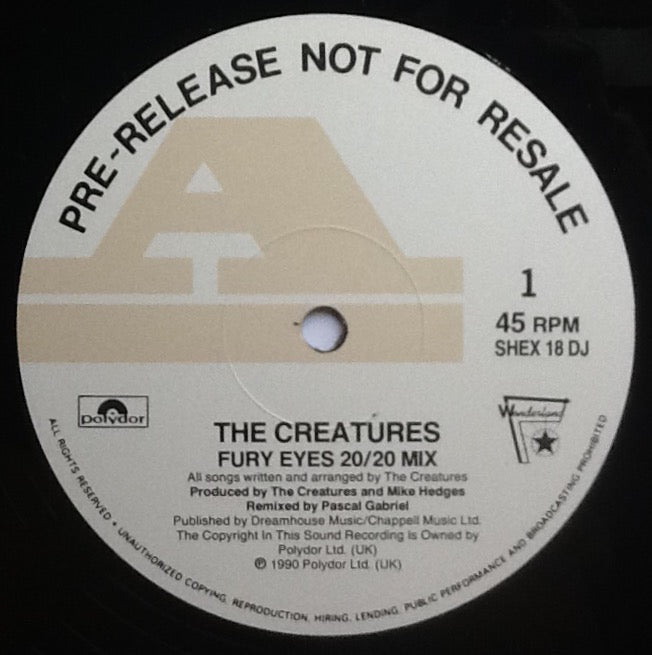 PRE-RELEASE NOT FOR RESALE
A
1
45 RPM
SHEX 18 DJ
polydor
Wonderland
THE CREATURES
FURY EYES 20/20 MIX
All songs written and arranged by The Creatures
Produced by The Creatures and Mike Hedges
Remixed by Pascal Gabriel
Published by Dreamhouse Music/Chappell Music Ltd.
The Copyright In This Sound Recording Is Owned by
Polydor Ltd. (UK)
℗ 1990 Polydor Ltd. (UK)
ALL RIGHTS RESERVED • UNAUTHORIZED COPYING, REPRODUCTION, HIRING, LENDING, PUBLIC PERFORMANCE AND BROADCASTING PROHIBITED